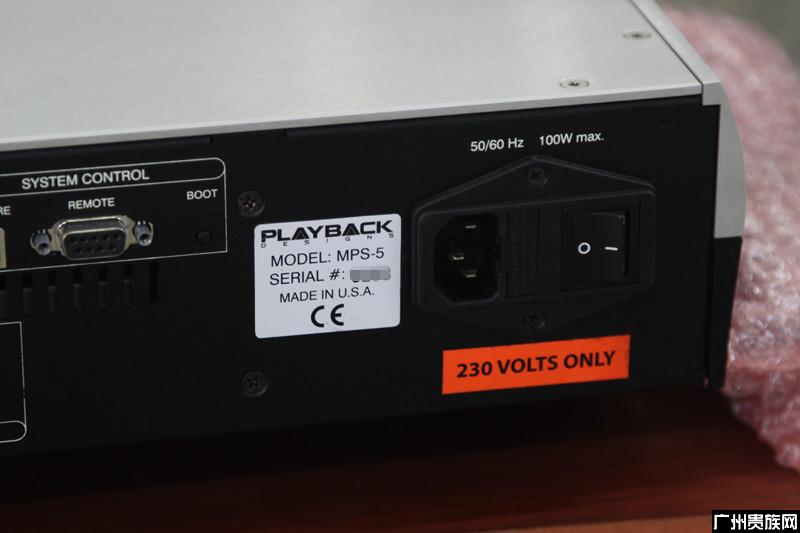 50/60 Hz 100W max.
SYSTEM CONTROL
RE
REMOTE
BOOT
PLAYBACK
DESIGNS
MODEL: MPS-5
SERIAL #:
MADE IN U.S.A.
CE
230 VOLTS ONLY
广州贵族网